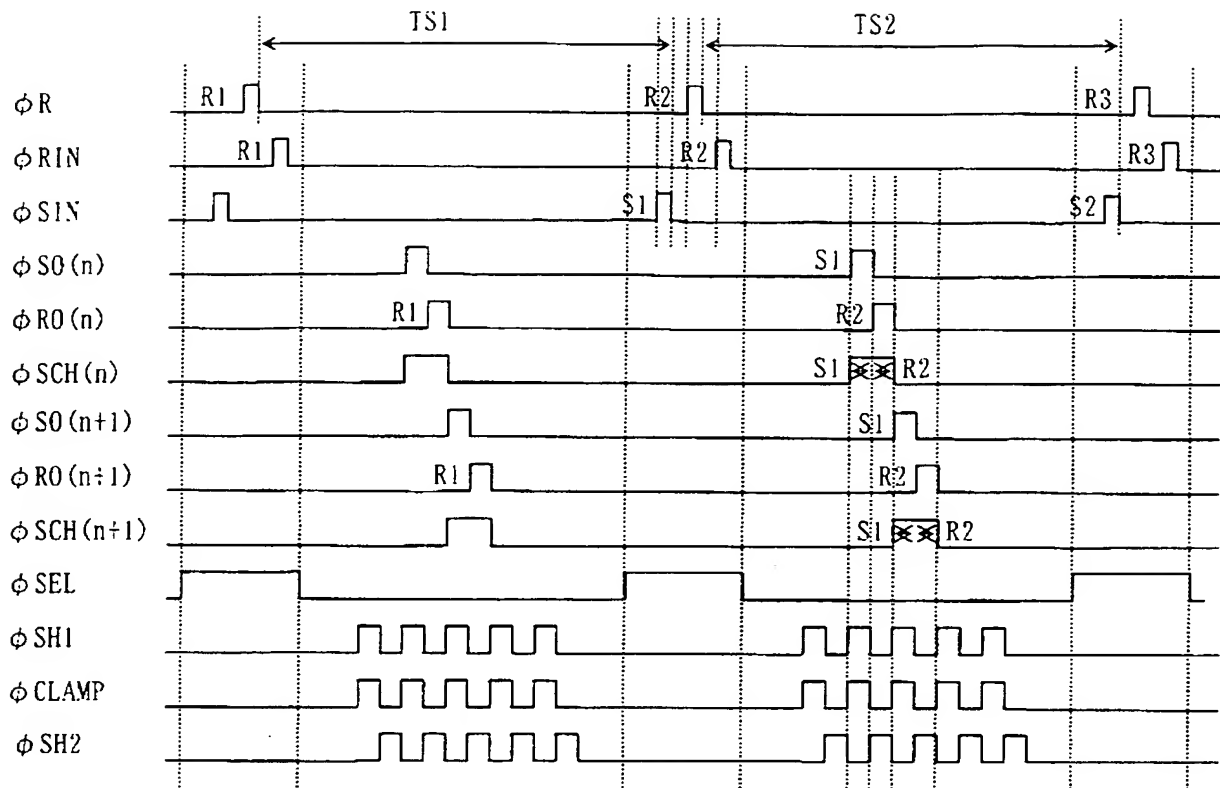 TS1 TS2
φR R1 R2 R3
φRIN R1 R2 R3
φSIN S1 S2
φSO(n) S1
φRO(n) R1 R2
φSCH(n) S1 R2
φSO(n+1) S1
φRO(n÷1) R1 R2
φSCH(n÷1) S1 R2
φSEL
φSH1
φCLAMP
φSH2